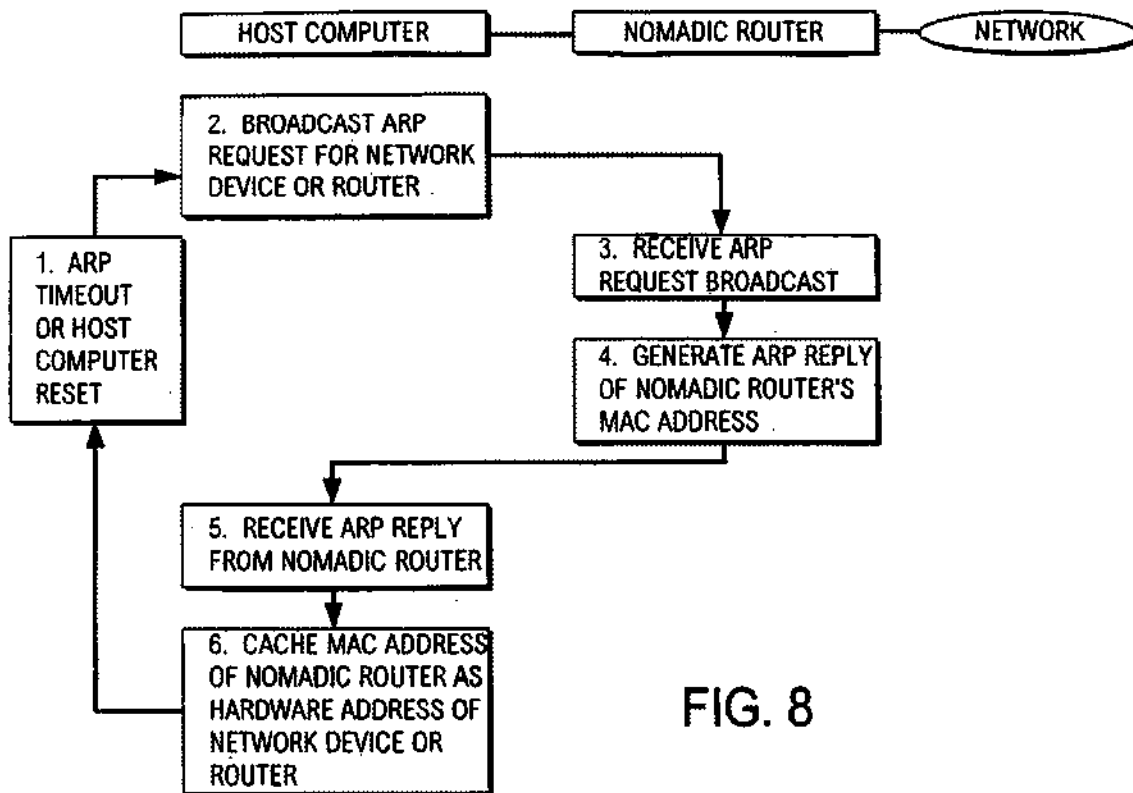 HOST COMPUTER
NOMADIC ROUTER
NETWORK
2. BROADCAST ARP
REQUEST FOR NETWORK
DEVICE OR ROUTER
1. ARP
TIMEOUT
OR HOST
COMPUTER
RESET
3. RECEIVE ARP
REQUEST BROADCAST
4. GENERATE ARP REPLY
OF NOMADIC ROUTER'S
MAC ADDRESS
5. RECEIVE ARP REPLY
FROM NOMADIC ROUTER
6. CACHE MAC ADDRESS
OF NOMADIC ROUTER AS
HARDWARE ADDRESS OF
NETWORK DEVICE OR
ROUTER
FIG. 8